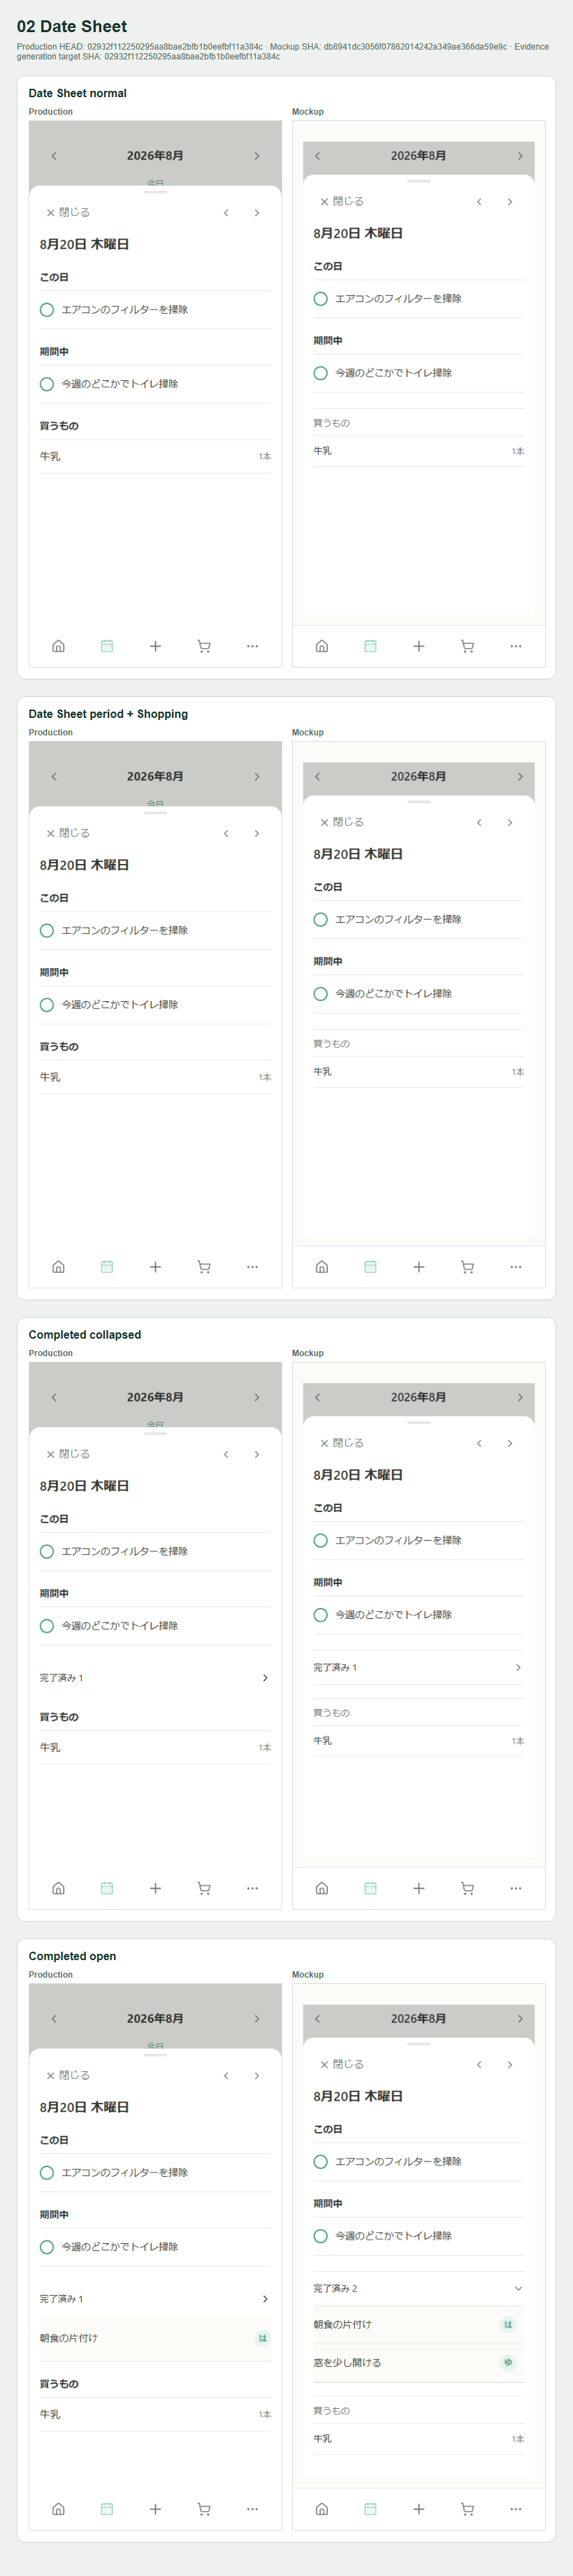 02 Date Sheet
Production HEAD: 02932f112250295aa8bae2bfb1b0eefbf11a384c · Mockup SHA: db8941dc3056f07862014242a349ae366da59e9c · Evidence
generation target SHA: 02932f112250295aa8bae2bfb1b0eefbf11a384c
Date Sheet normal
Production
2026年8月
今日
閉じる
8月20日 木曜日
この日
エアコンのフィルターを掃除
期間中
今週のどこかでトイレ掃除
買うもの
牛乳 1本
Mockup
2026年8月
閉じる
8月20日 木曜日
この日
エアコンのフィルターを掃除
期間中
今週のどこかでトイレ掃除
買うもの
牛乳 1本
Date Sheet period + Shopping
Production
2026年8月
今日
閉じる
8月20日 木曜日
この日
エアコンのフィルターを掃除
期間中
今週のどこかでトイレ掃除
買うもの
牛乳 1本
Mockup
2026年8月
閉じる
8月20日 木曜日
この日
エアコンのフィルターを掃除
期間中
今週のどこかでトイレ掃除
買うもの
牛乳 1本
Completed collapsed
Production
2026年8月
今日
閉じる
8月20日 木曜日
この日
エアコンのフィルターを掃除
期間中
今週のどこかでトイレ掃除
完了済み 1
買うもの
牛乳 1本
Mockup
2026年8月
閉じる
8月20日 木曜日
この日
エアコンのフィルターを掃除
期間中
今週のどこかでトイレ掃除
完了済み 1
買うもの
牛乳 1本
Completed open
Production
2026年8月
今日
閉じる
8月20日 木曜日
この日
エアコンのフィルターを掃除
期間中
今週のどこかでトイレ掃除
完了済み 1
朝食の片付け は
買うもの
牛乳 1本
Mockup
2026年8月
閉じる
8月20日 木曜日
この日
エアコンのフィルターを掃除
期間中
今週のどこかでトイレ掃除
完了済み 2
朝食の片付け は
窓を少し開ける ゆ
買うもの
牛乳 1本